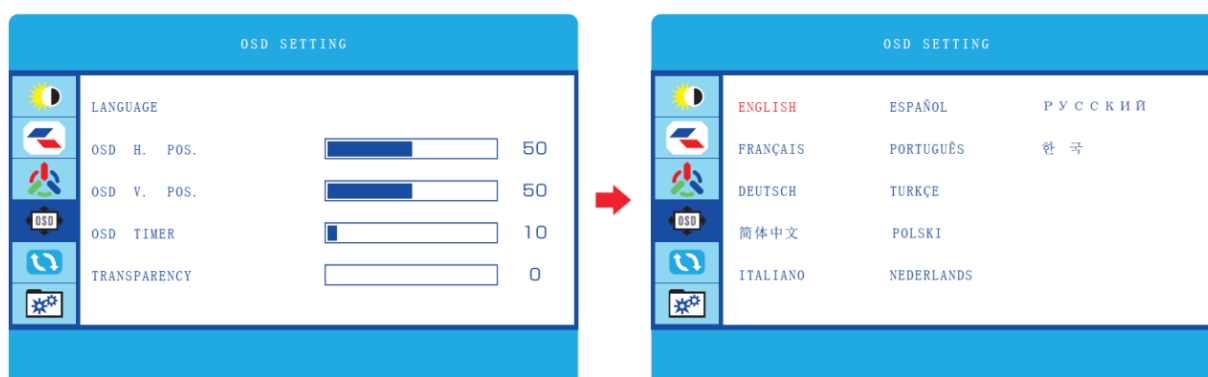 OSD SETTING
OSD
LANGUAGE
OSD H. POS. 50
OSD V. POS. 50
OSD TIMER 10
TRANSPARENCY 0
OSD SETTING
OSD
ENGLISH ESPAÑOL РУССКИЙ
FRANÇAIS PORTUGUÊS 한국
DEUTSCH TURKÇE
简体中文 POLSKI
ITALIANO NEDERLANDS